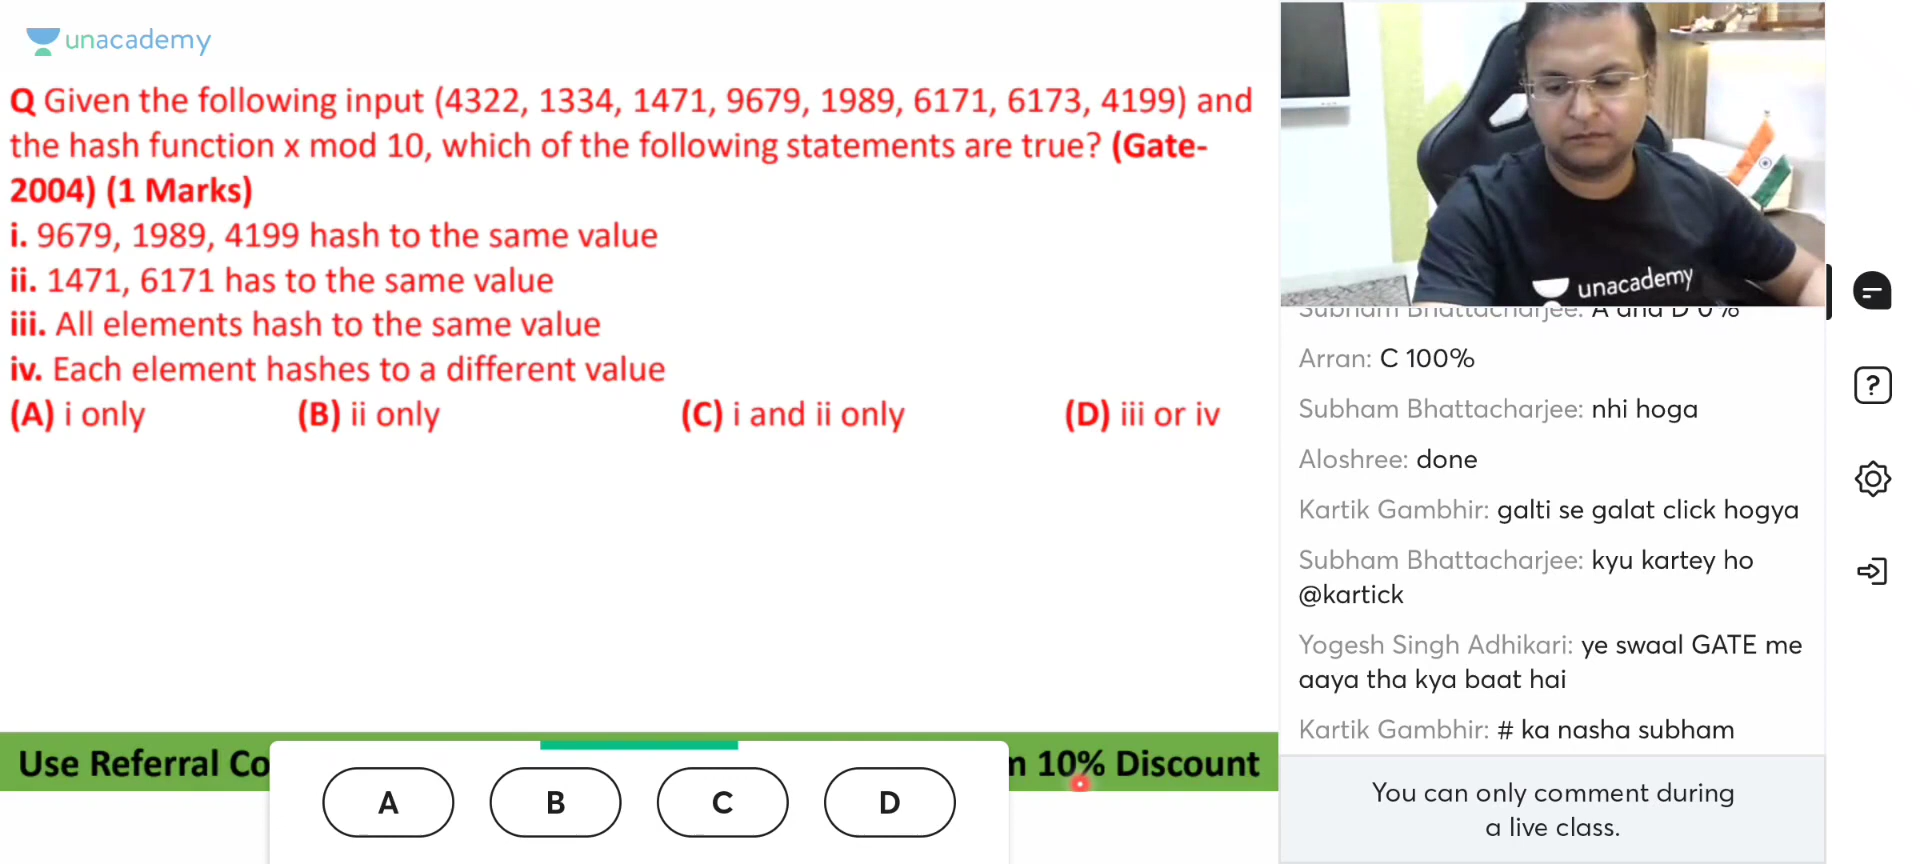 unacademy
Q Given the following input (4322, 1334, 1471, 9679, 1989, 6171, 6173, 4199) and
the hash function x mod 10, which of the following statements are true? (Gate-
2004) (1 Marks)
i. 9679, 1989, 4199 hash to the same value
ii. 1471, 6171 has to the same value
iii. All elements hash to the same value
iv. Each element hashes to a different value
(A) i only (B) ii only (C) i and ii only (D) iii or iv
Use Referral Co
10% Discount
A B C D
unacademy
Subham Bhattacharjee: A and D 0%
Arran: C 100%
Subham Bhattacharjee: nhi hoga
Aloshree: done
Kartik Gambhir: galti se galat click hogya
Subham Bhattacharjee: kyu kartey ho
@kartick
Yogesh Singh Adhikari: ye swaal GATE me
aaya tha kya baat hai
Kartik Gambhir: # ka nasha subham
You can only comment during
a live class.
?